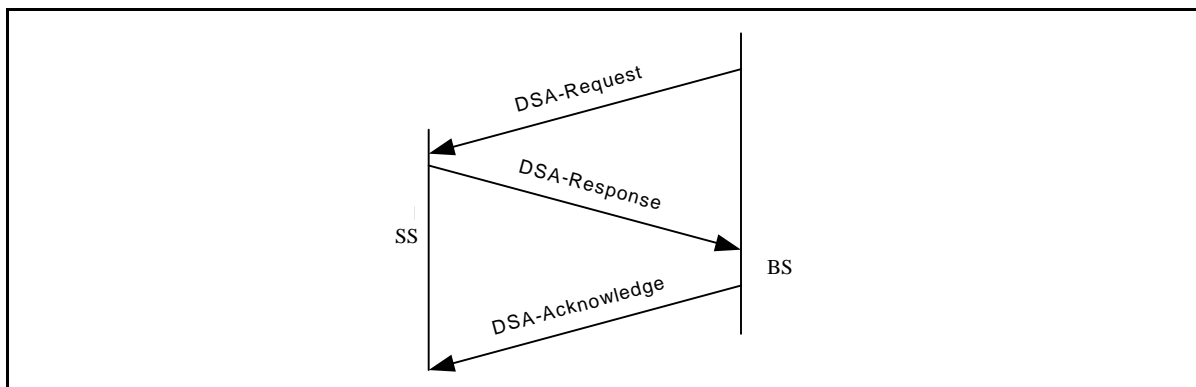 DSA-Request
DSA-Response
SS
BS
DSA-Acknowledge